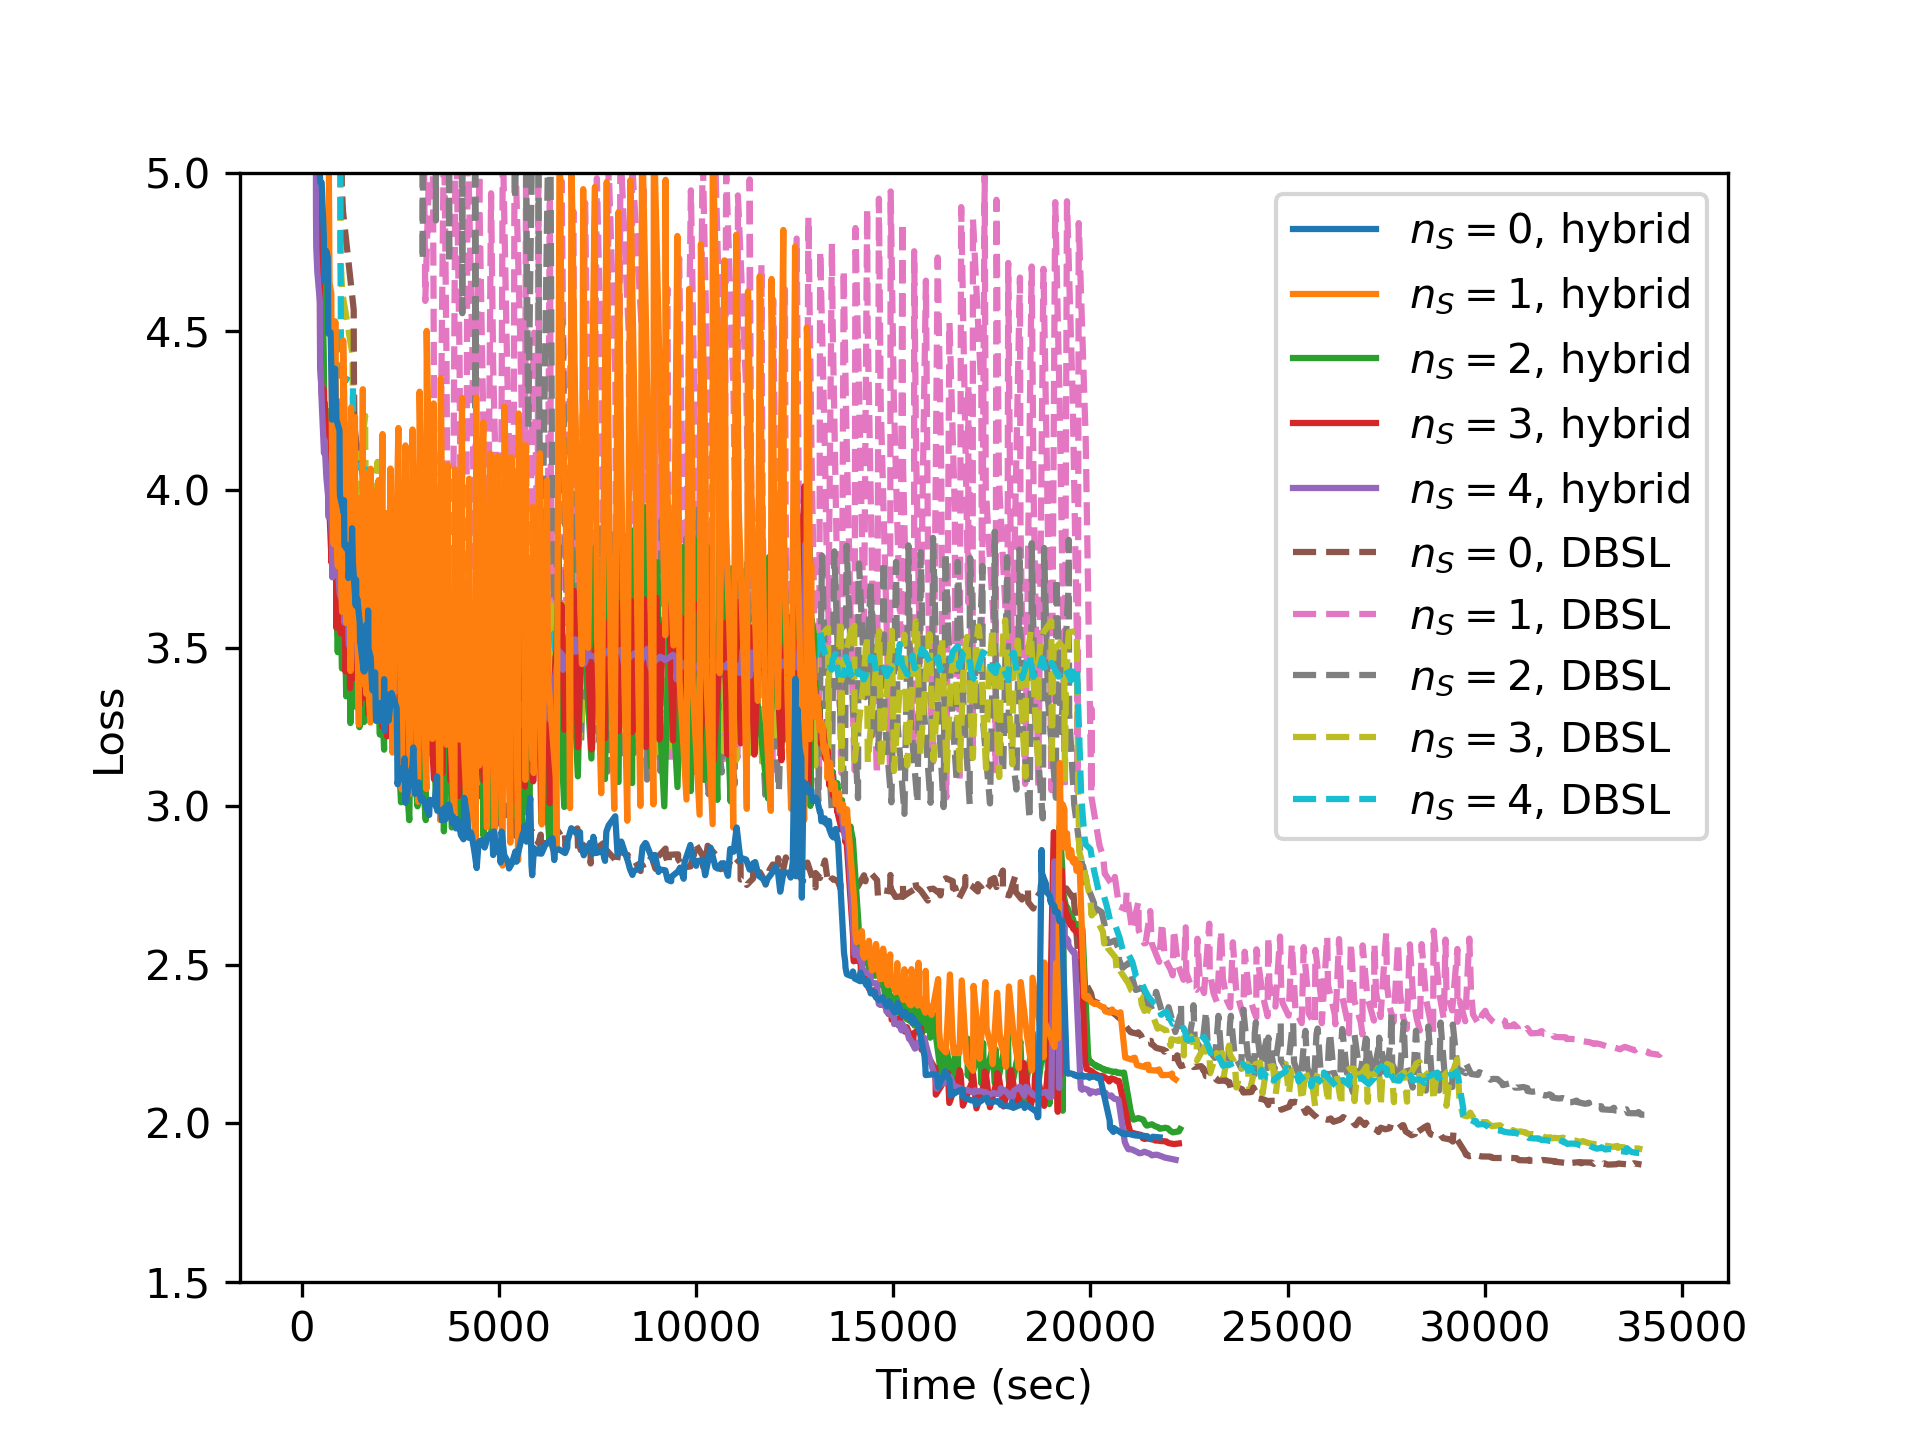 5.0
4.5
4.0
3.5
3.0
2.5
2.0
1.5
Loss
0 5000 10000 15000 20000 25000 30000 35000
Time (sec)
n_S = 0, hybrid
n_S = 1, hybrid
n_S = 2, hybrid
n_S = 3, hybrid
n_S = 4, hybrid
n_S = 0, DBSL
n_S = 1, DBSL
n_S = 2, DBSL
n_S = 3, DBSL
n_S = 4, DBSL